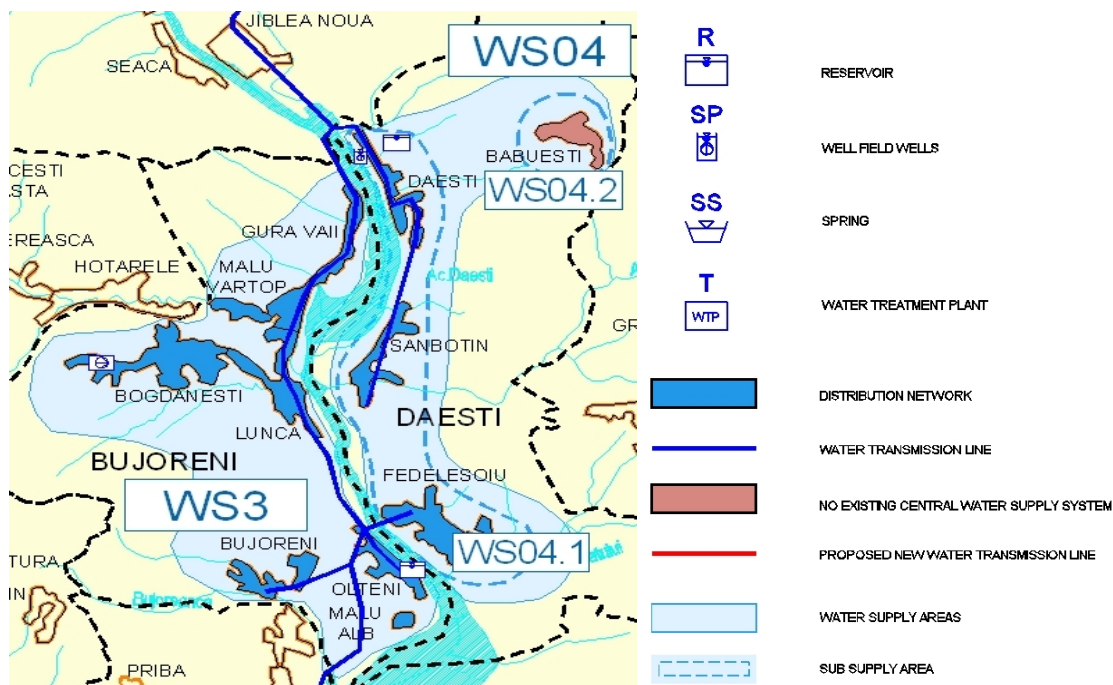 JIBLEA NOUA
SEACA
WS04
BABUESTI
WS04.2
CESTI
STA
DAESTI
GURA VAII
EREASCA
HOTARELE
MALU
VARTOP
Ac.Daesti
GR
SANBOTIN
BOGDANESTI
LUNCA
DAESTI
BUJORENI
FEDELESOIU
WS3
BUJORENI
WS04.1
TURA
OLTENI
IN
MALU
ALB
PRIBA
R
RESERVOIR
SP
WELL FIELD WELLS
SS
SPRING
T
WTP
WATER TREATMENT PLANT
DISTRIBUTION NETWORK
WATER TRANSMISSION LINE
NO EXISTING CENTRAL WATER SUPPLY SYSTEM
PROPOSED NEW WATER TRANSMISSION LINE
WATER SUPPLY AREAS
SUB SUPPLY AREA